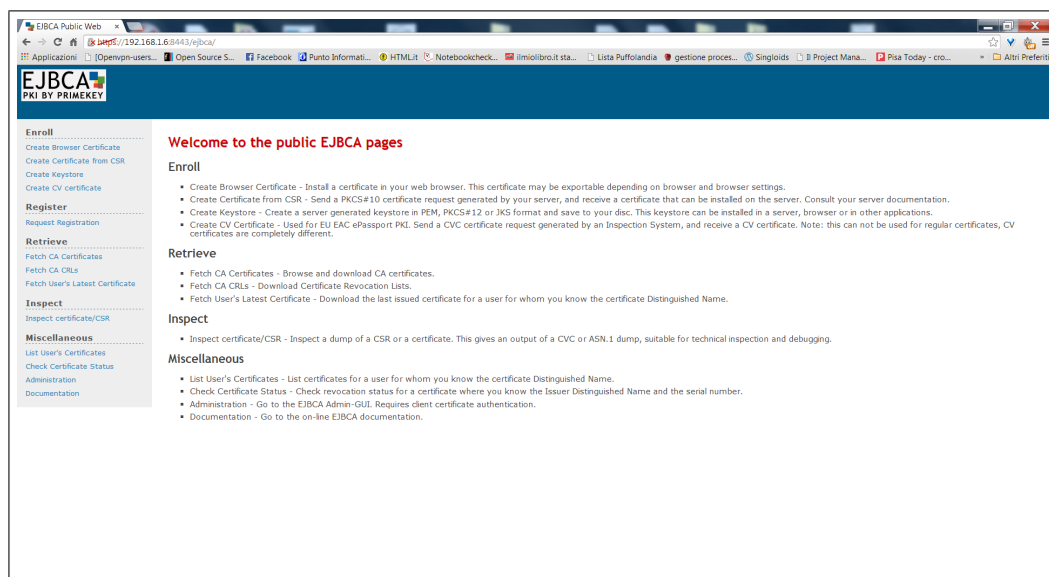 EJBCA Public Web
https://192.168.1.6:8443/ejbca/
Applicazioni [Openvpn-users... Open Source S... Facebook Punto Informati... HTML.it Notebookcheck... ilmiolibro.it sta... Lista Puffolandia gestione proces... Singloids Il Project Mana... Pisa Today - cro... » Altri Preferiti
EJBCA
PKI BY PRIMEKEY
Enroll
Create Browser Certificate
Create Certificate from CSR
Create Keystore
Create CV certificate
Register
Request Registration
Retrieve
Fetch CA Certificates
Fetch CA CRLs
Fetch User's Latest Certificate
Inspect
Inspect certificate/CSR
Miscellaneous
List User's Certificates
Check Certificate Status
Administration
Documentation
Welcome to the public EJBCA pages
Enroll
Create Browser Certificate - Install a certificate in your web browser. This certificate may be exportable depending on browser and browser settings.
Create Certificate from CSR - Send a PKCS#10 certificate request generated by your server, and receive a certificate that can be installed on the server. Consult your server documentation.
Create Keystore - Create a server generated keystore in PEM, PKCS#12 or JKS format and save to your disc. This keystore can be installed in a server, browser or in other applications.
Create CV Certificate - Used for EU EAC ePassport PKI. Send a CVC certificate request generated by an Inspection System, and receive a CV certificate. Note: this can not be used for regular certificates, CV
certificates are completely different.
Retrieve
Fetch CA Certificates - Browse and download CA certificates.
Fetch CA CRLs - Download Certificate Revocation Lists.
Fetch User's Latest Certificate - Download the last issued certificate for a user for whom you know the certificate Distinguished Name.
Inspect
Inspect certificate/CSR - Inspect a dump of a CSR or a certificate. This gives an output of a CVC or ASN.1 dump, suitable for technical inspection and debugging.
Miscellaneous
List User's Certificates - List certificates for a user for whom you know the certificate Distinguished Name.
Check Certificate Status - Check revocation status for a certificate where you know the Issuer Distinguished Name and the serial number.
Administration - Go to the EJBCA Admin-GUI. Requires client certificate authentication.
Documentation - Go to the on-line EJBCA documentation.